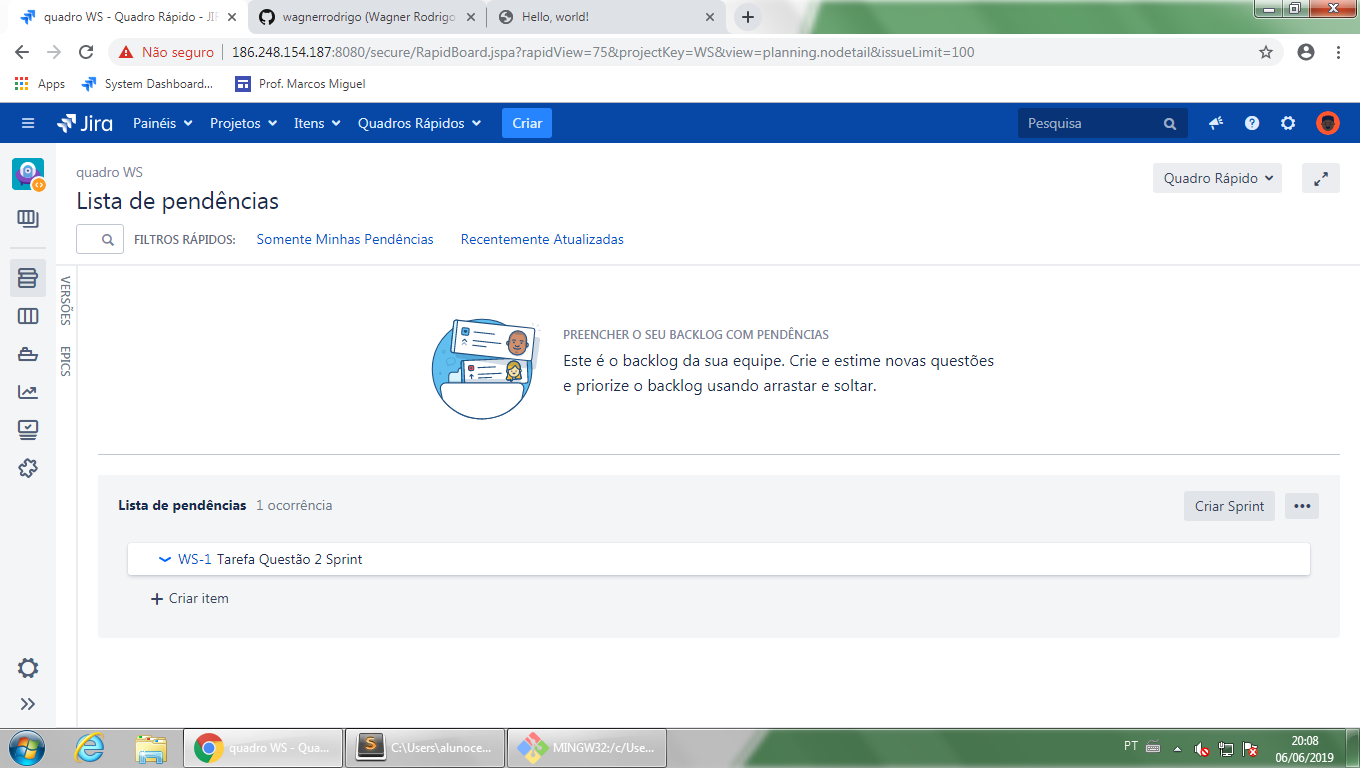 quadro WS - Quadro Rápido - JIR
wagnerrodrigo (Wagner Rodrigo
Hello, world!
Não seguro
186.248.154.187:8080/secure/RapidBoard.jspa?rapidView=75&projectKey=WS&view=planning.nodetail&issueLimit=100
Apps
System Dashboard...
Prof. Marcos Miguel
Jira
Painéis
Projetos
Itens
Quadros Rápidos
Criar
Pesquisa
quadro WS
Quadro Rápido
Lista de pendências
FILTROS RÁPIDOS:
Somente Minhas Pendências
Recentemente Atualizadas
VERSÕES
EPICS
PREENCHER O SEU BACKLOG COM PENDÊNCIAS
Este é o backlog da sua equipe. Crie e estime novas questões
e priorize o backlog usando arrastar e soltar.
Lista de pendências 1 ocorrência
Criar Sprint
WS-1 Tarefa Questão 2 Sprint
Criar item
quadro WS - Qua...
C:\Users\alunoce...
MINGW32:/c/Use...
PT
20:08
06/06/2019